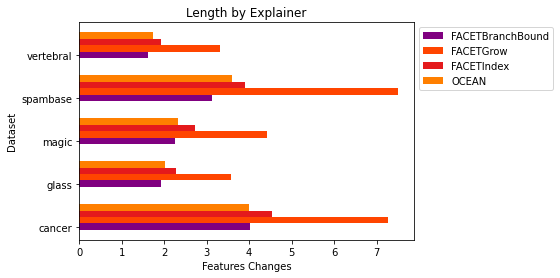 Length by Explainer
FACETBranchBound
FACETGrow
FACETIndex
OCEAN
Dataset
vertebral
spambase
magic
glass
cancer
0 1 2 3 4 5 6 7
Features Changes